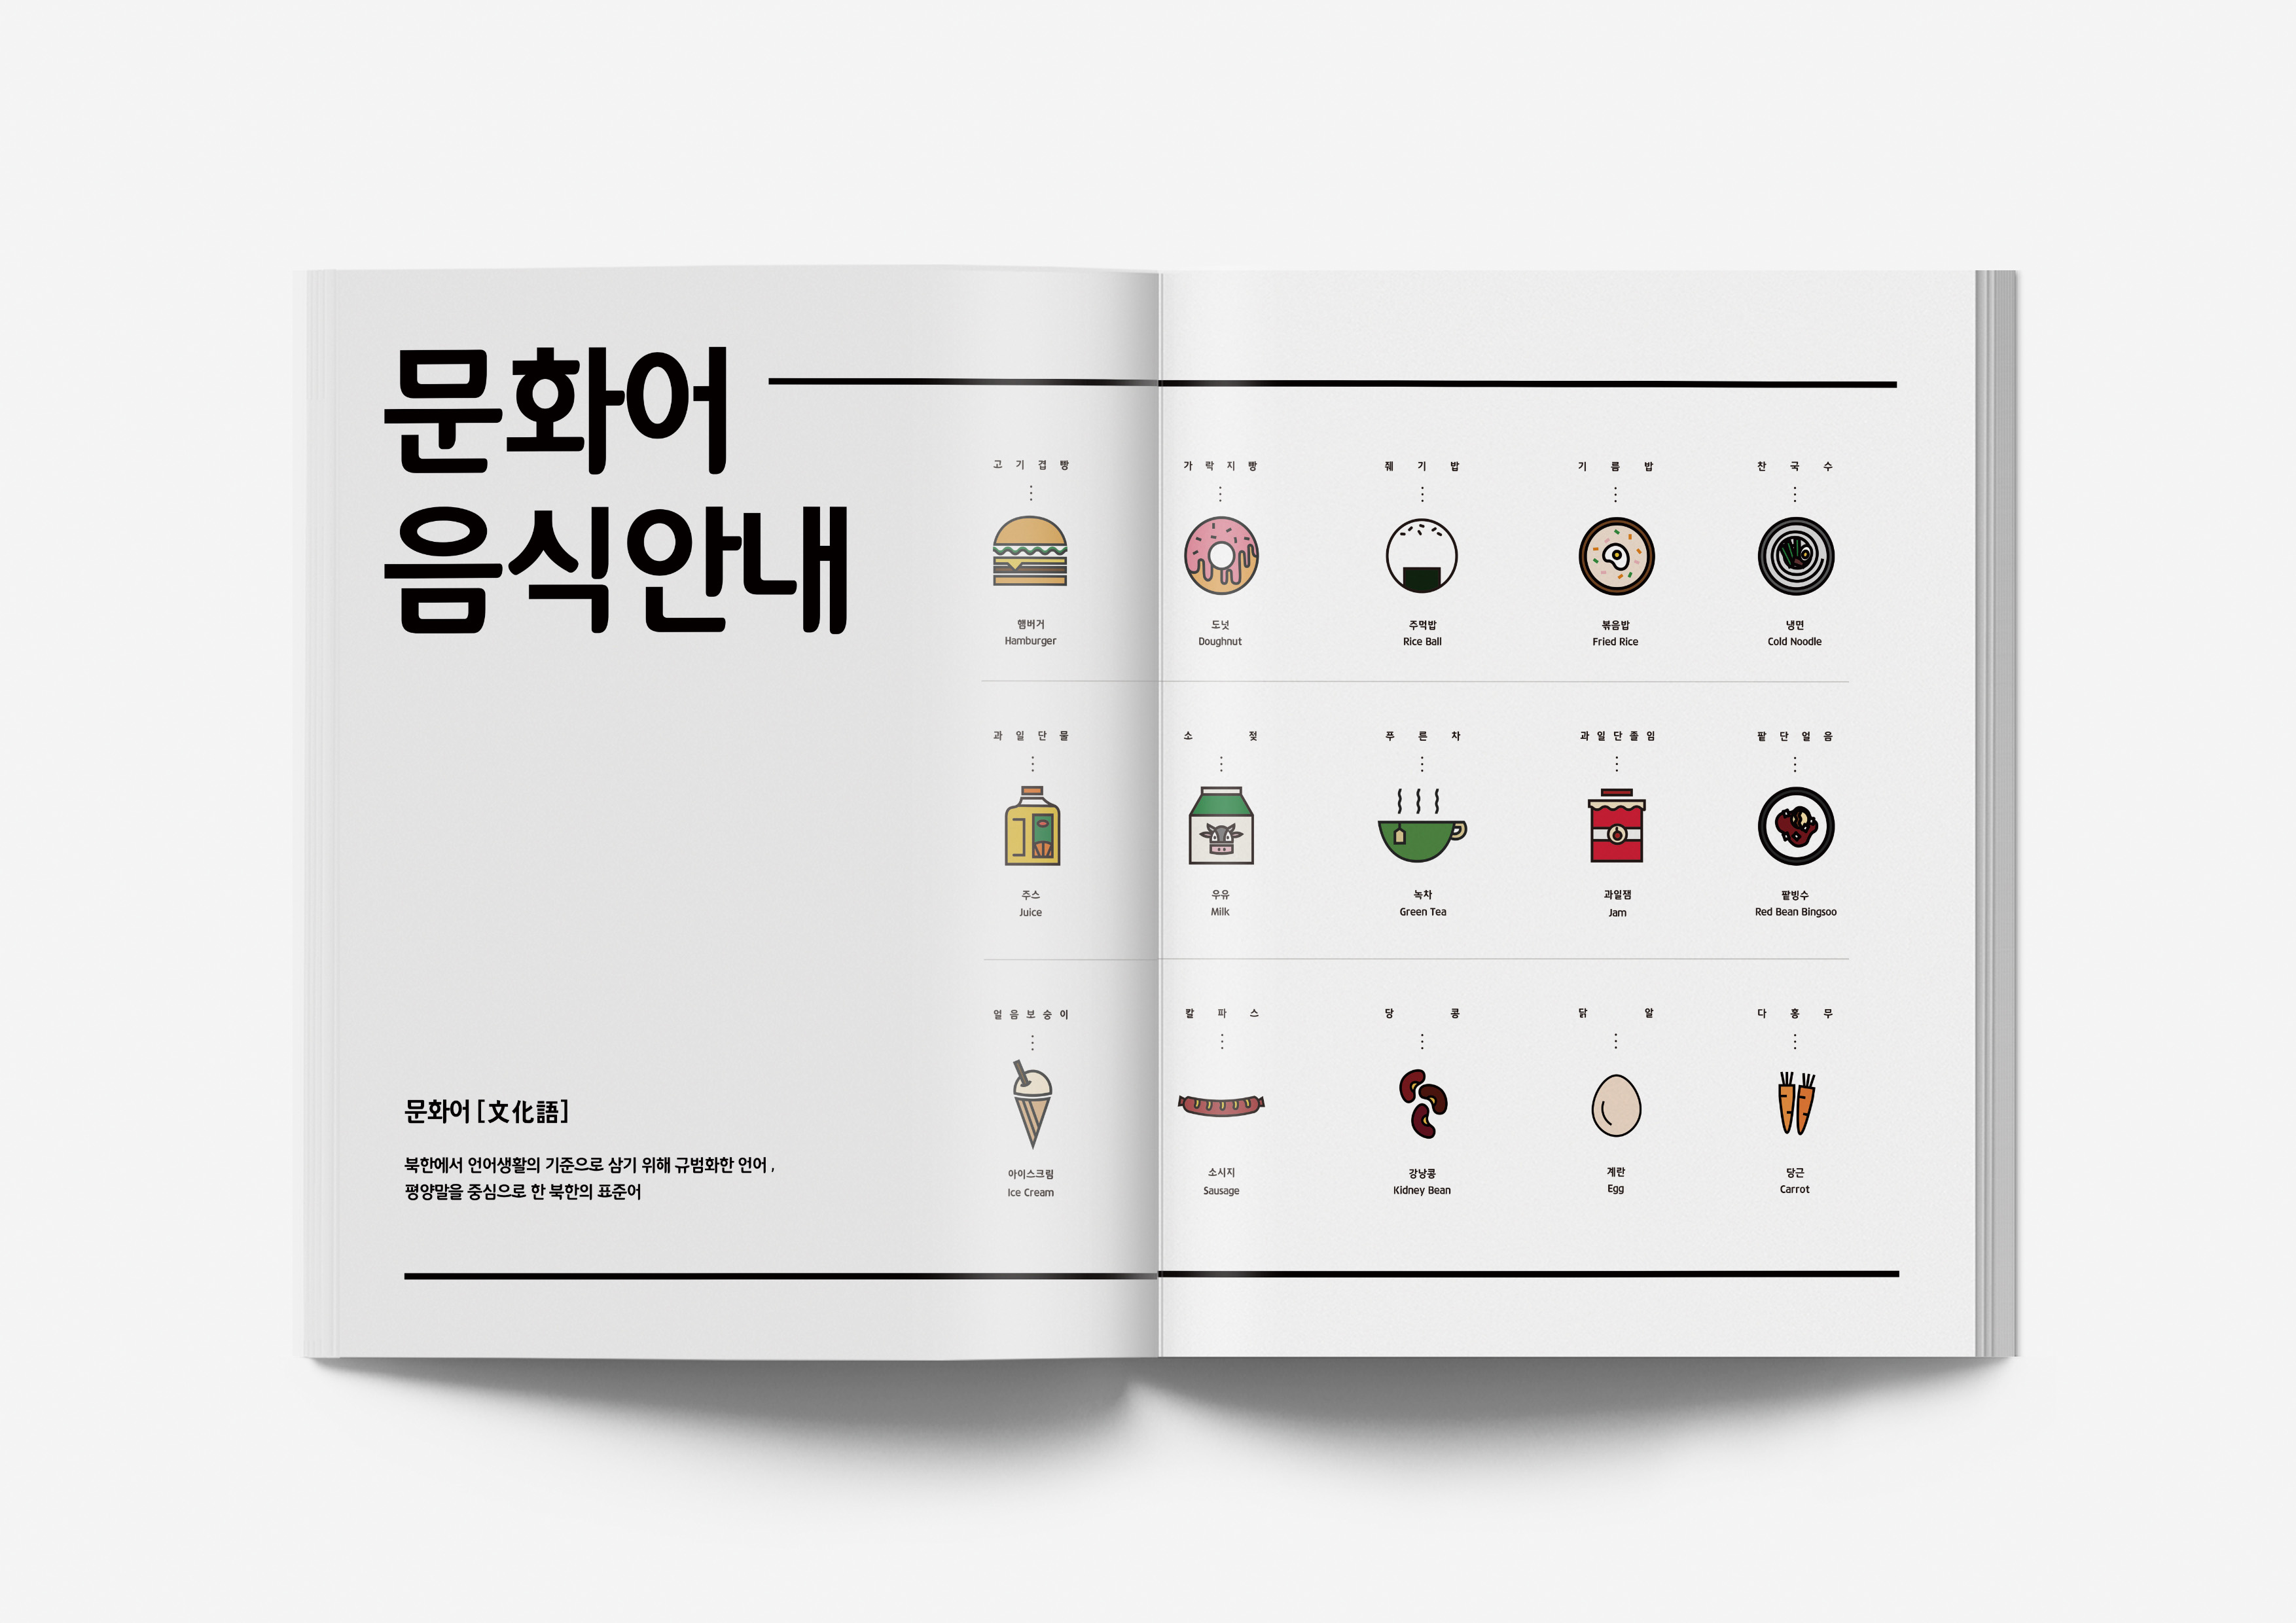 문화어
음식안내
문화어 [文化語]
북한에서 언어생활의 기준으로 삼기 위해 규범화한 언어 ,
평양말을 중심으로 한 북한의 표준어
고기겹빵
햄버거
Hamburger
가락지빵
도넛
Doughnut
줴기밥
주먹밥
Rice Ball
기름밥
볶음밥
Fried Rice
찬국수
냉면
Cold Noodle
과일단물
주스
Juice
소젖
우유
Milk
푸른차
녹차
Green Tea
과일단졸임
과일잼
Jam
팥단얼음
팥빙수
Red Bean Bingsoo
얼음보숭이
아이스크림
Ice Cream
칼파스
소시지
Sausage
당콩
강낭콩
Kidney Bean
닭알
계란
Egg
다홍무
당근
Carrot